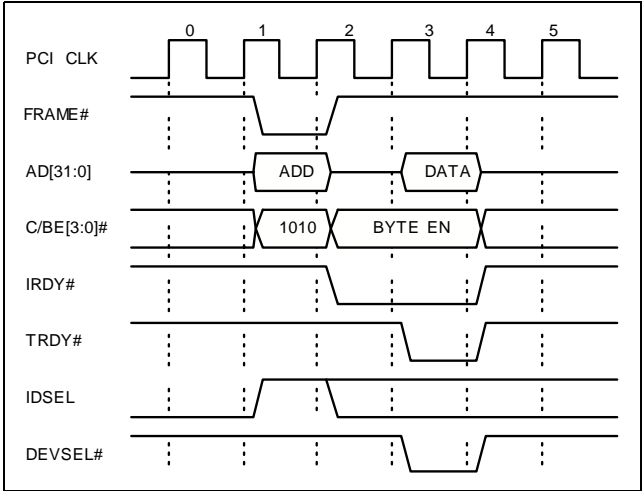 0 1 2 3 4 5
PCI CLK
FRAME#
AD[31:0] ADD DATA
C/BE[3:0]# 1010 BYTE EN
IRDY#
TRDY#
IDSEL
DEVSEL#